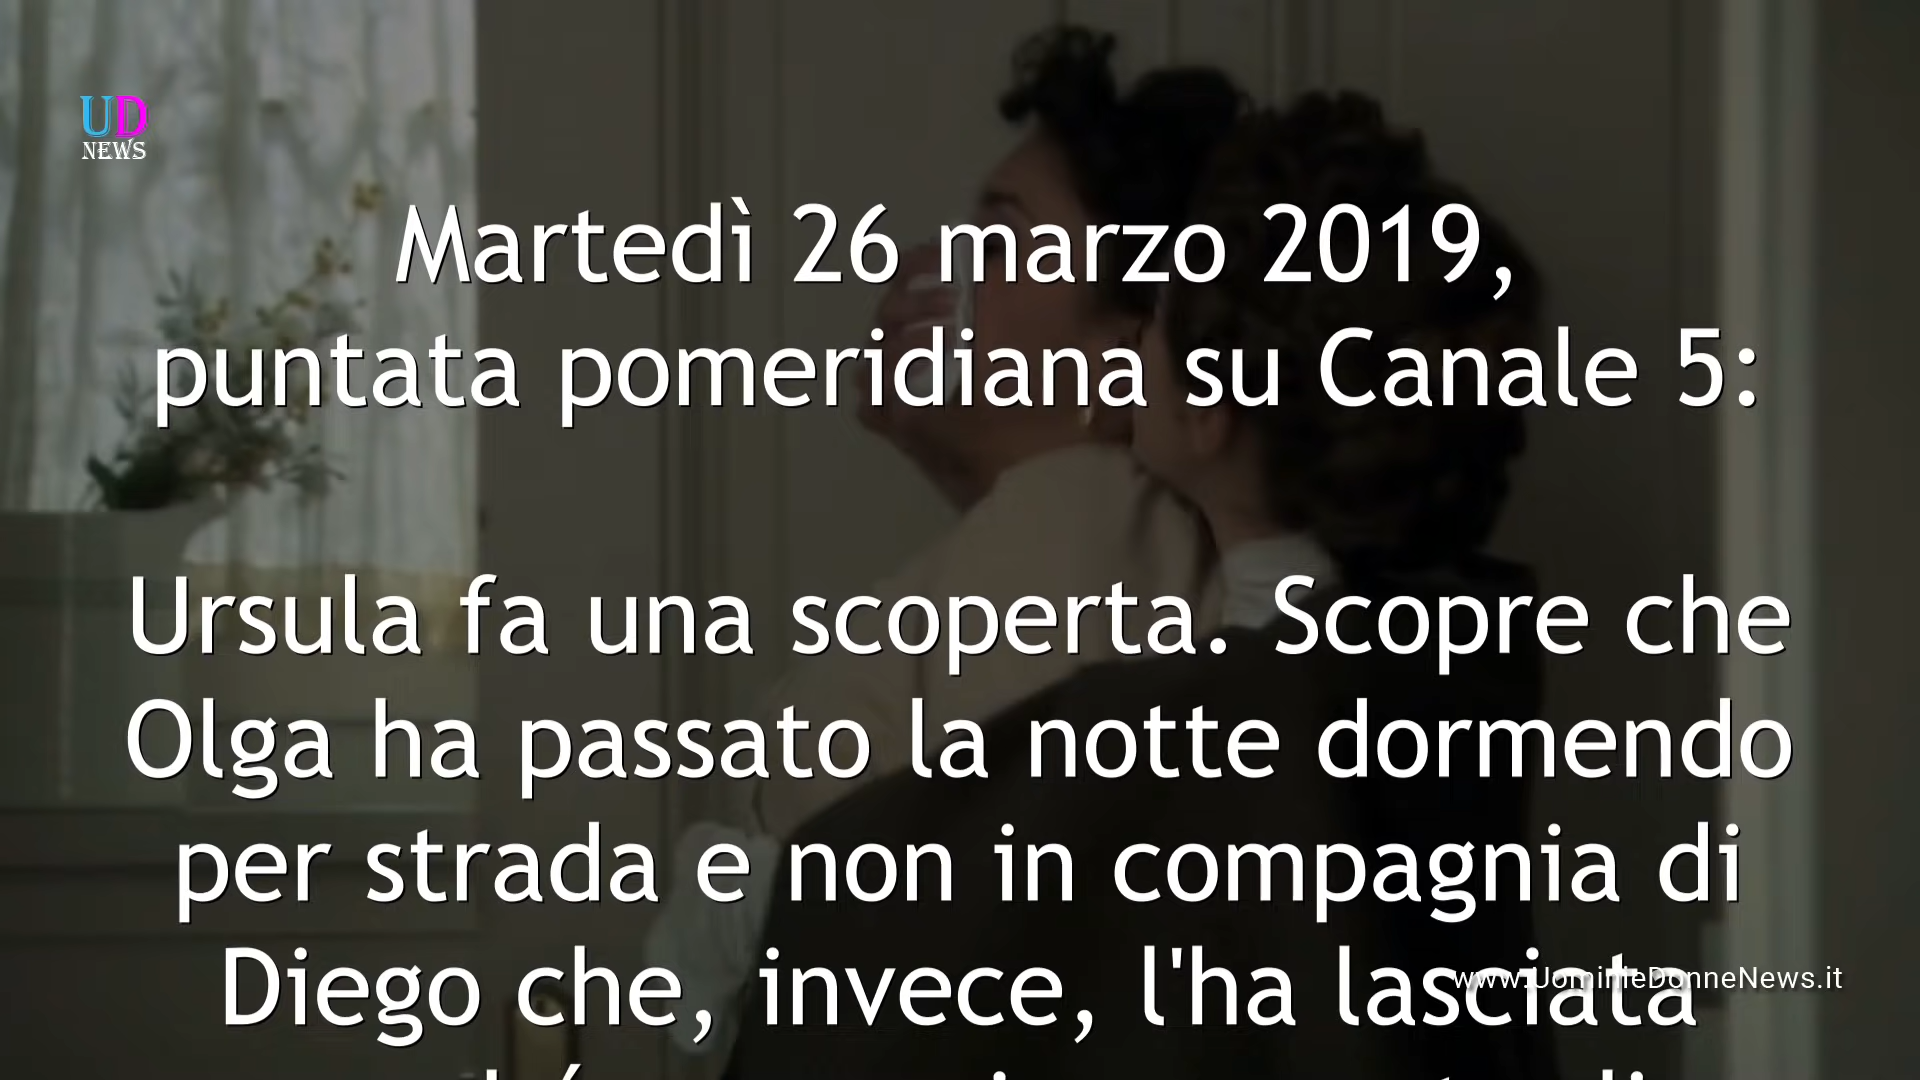 UD
NEWS
Martedì 26 marzo 2019,
puntata pomeridiana su Canale 5:
Ursula fa una scoperta. Scopre che
Olga ha passato la notte dormendo
per strada e non in compagnia di
Diego che, invece, l'ha lasciata
www.UominieDonneNews.it